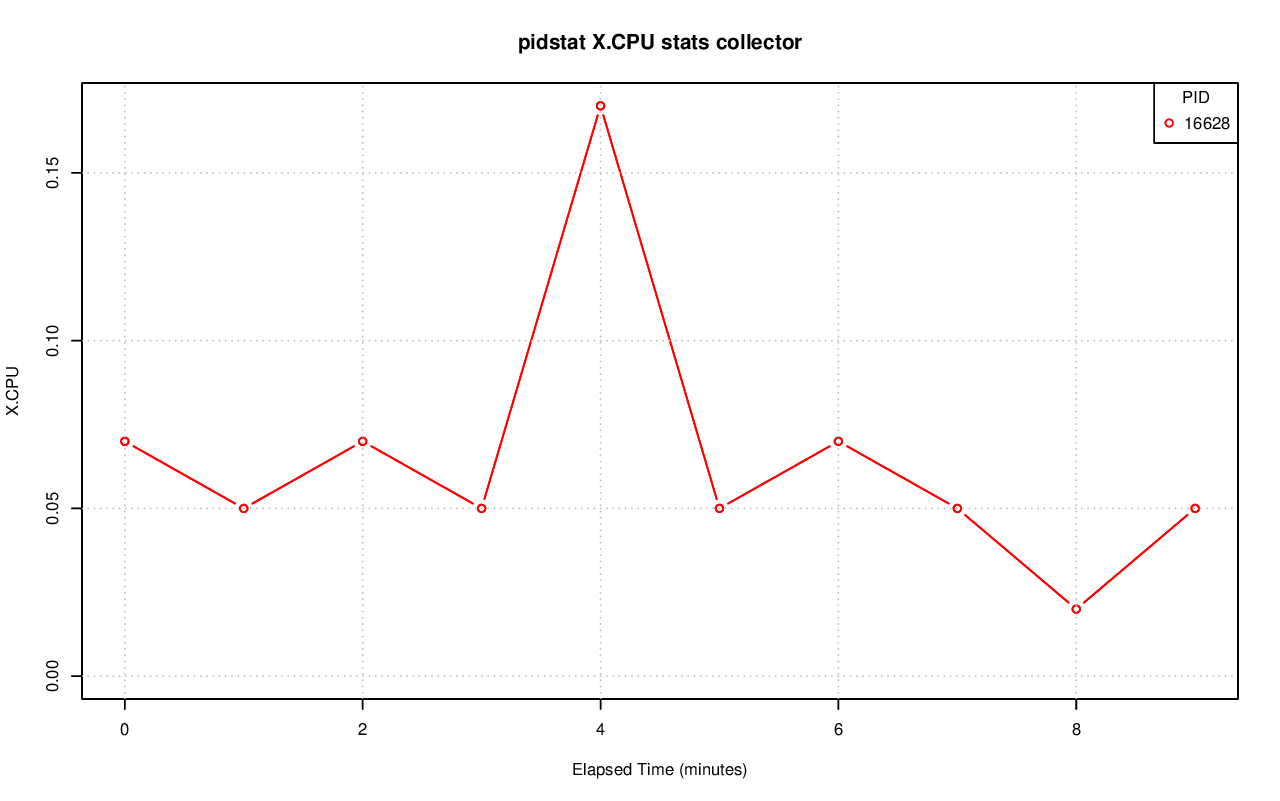 pidstat X.CPU stats collector
PID
16628
0.15
0.10
0.05
0.00
X.CPU
0
2
4
6
8
Elapsed Time (minutes)